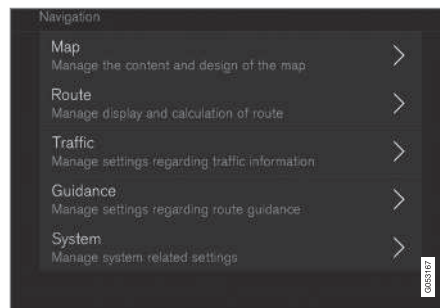 Navigation
Map
Manage the content and design of the map
Route
Manage display and calculation of route
Traffic
Manage settings regarding traffic information
Guidance
Manage settings regarding route guidance
System
Manage system related settings
G053167